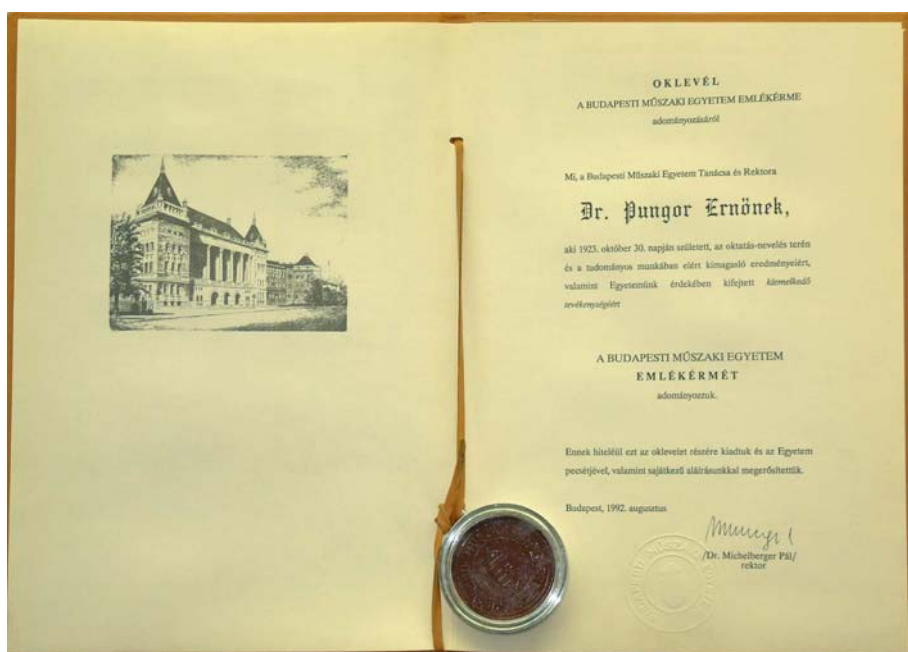 OKLEVÉL
A BUDAPESTI MŰSZAKI EGYETEM EMLÉKÉRME
adományozásáról
Mi, a Budapesti Műszaki Egyetem Tanácsa és Rektora
Dr. Pungor Ernőnek,
aki 1923. október 30. napján született, az oktatás-nevelés terén
és a tudományos munkában elért kimagasló eredményeiért,
valamint Egyetemünk érdekében kifejtett kiemelkedő
tevékenységéért
A BUDAPESTI MŰSZAKI EGYETEM
EMLÉKÉRMÉT
adományozzuk.
Ennek hiteléül ezt az oklevelet részére kiadtuk és az Egyetem
pecsétjével, valamint sajátkezű aláírásunkkal megerősítettük.
Budapest, 1992. augusztus
/Dr. Michelberger Pál/
rektor